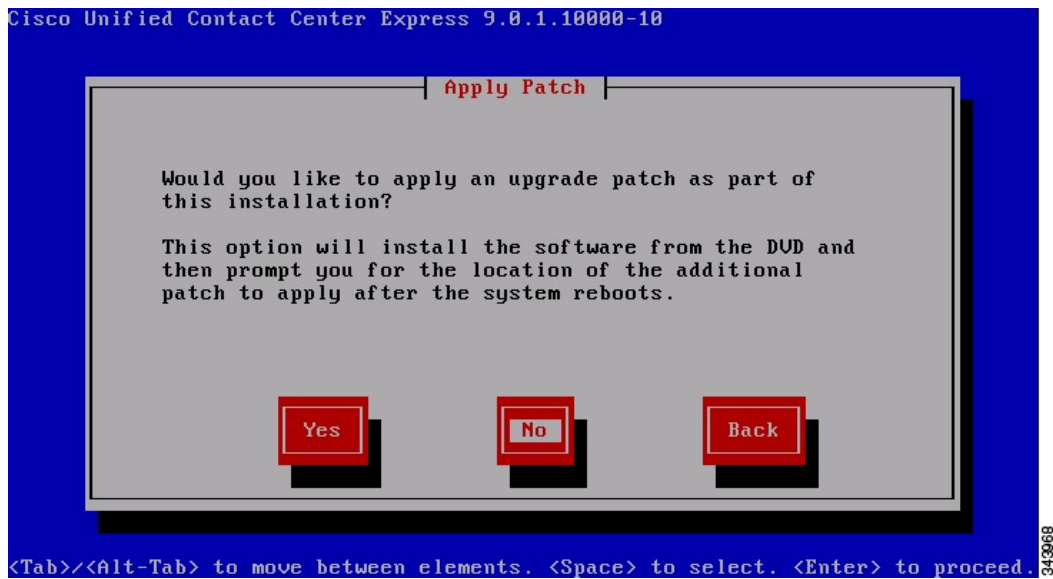 Cisco Unified Contact Center Express 9.0.1.10000-10
Apply Patch
Would you like to apply an upgrade patch as part of
this installation?
This option will install the software from the DVD and
then prompt you for the location of the additional
patch to apply after the system reboots.
Yes No Back
<Tab>/<Alt-Tab> to move between elements. <Space> to select. <Enter> to proceed.
343968